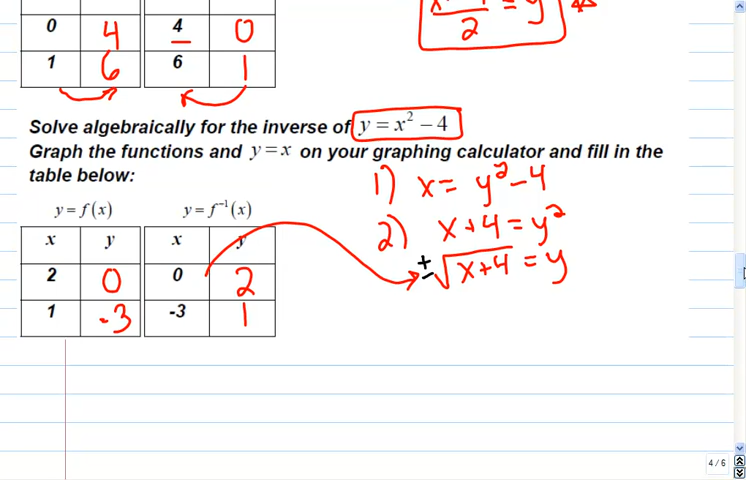 0 4 4 0
2 = y
1 6 6 1
Solve algebraically for the inverse of y = x² − 4
Graph the functions and y = x on your graphing calculator and fill in the
table below:
1) x = y² − 4
y = f(x) y = f⁻¹(x)
2) x + 4 = y²
x y x y
± √x+4 = y
2 0 0 2
1 -3 -3 1
4 / 6